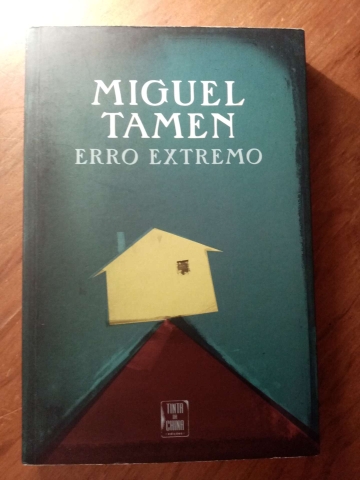 MIGUEL
TAMEN
ERRO EXTREMO
TINTA
DA
CHINA